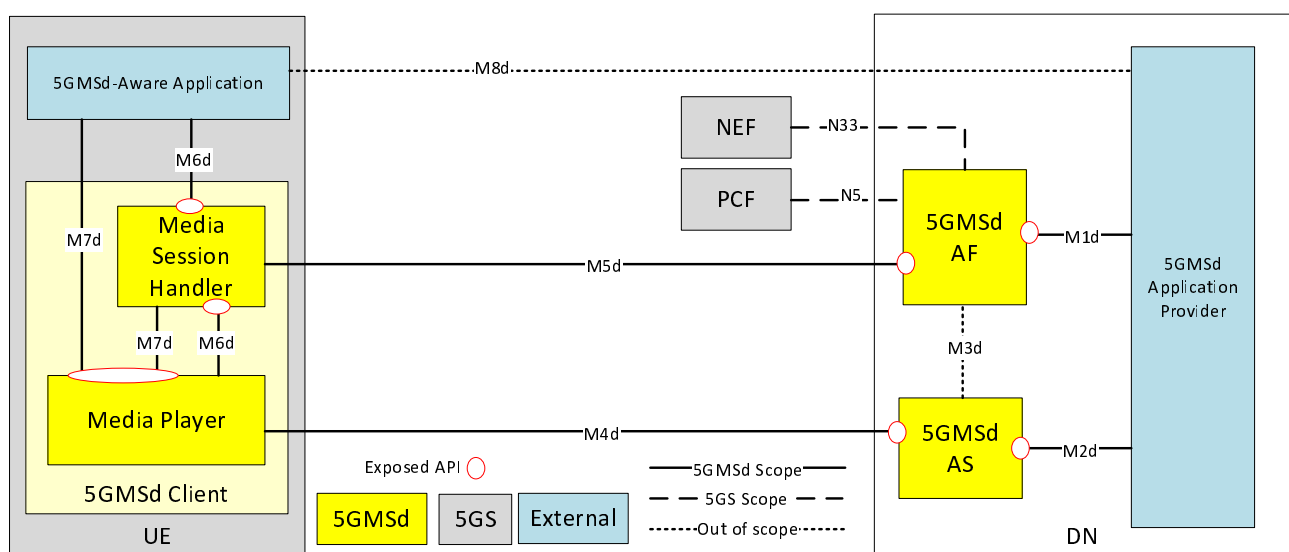 5GMSd-Aware Application
M8d
NEF
N33
PCF
N5
M6d
M7d
Media
Session
Handler
M5d
5GMSd
AF
M1d
5GMSd
Application
Provider
M7d
M6d
M3d
Media Player
M4d
5GMSd
AS
M2d
5GMSd Client
UE
Exposed API
5GMSd
5GS
External
5GMSd Scope
5GS Scope
Out of scope
DN